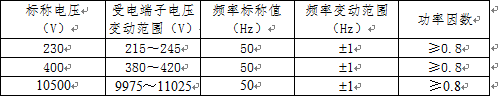 标称电压 受电端子电压 频率标称值 频率变动范围 功率因数
（V） 变动范围（V） （Hz） （Hz）
230 215～245 50 ±1 ≥0.8
400 380～420 50 ±1 ≥0.8
10500 9975～11025 50 ±1 ≥0.8